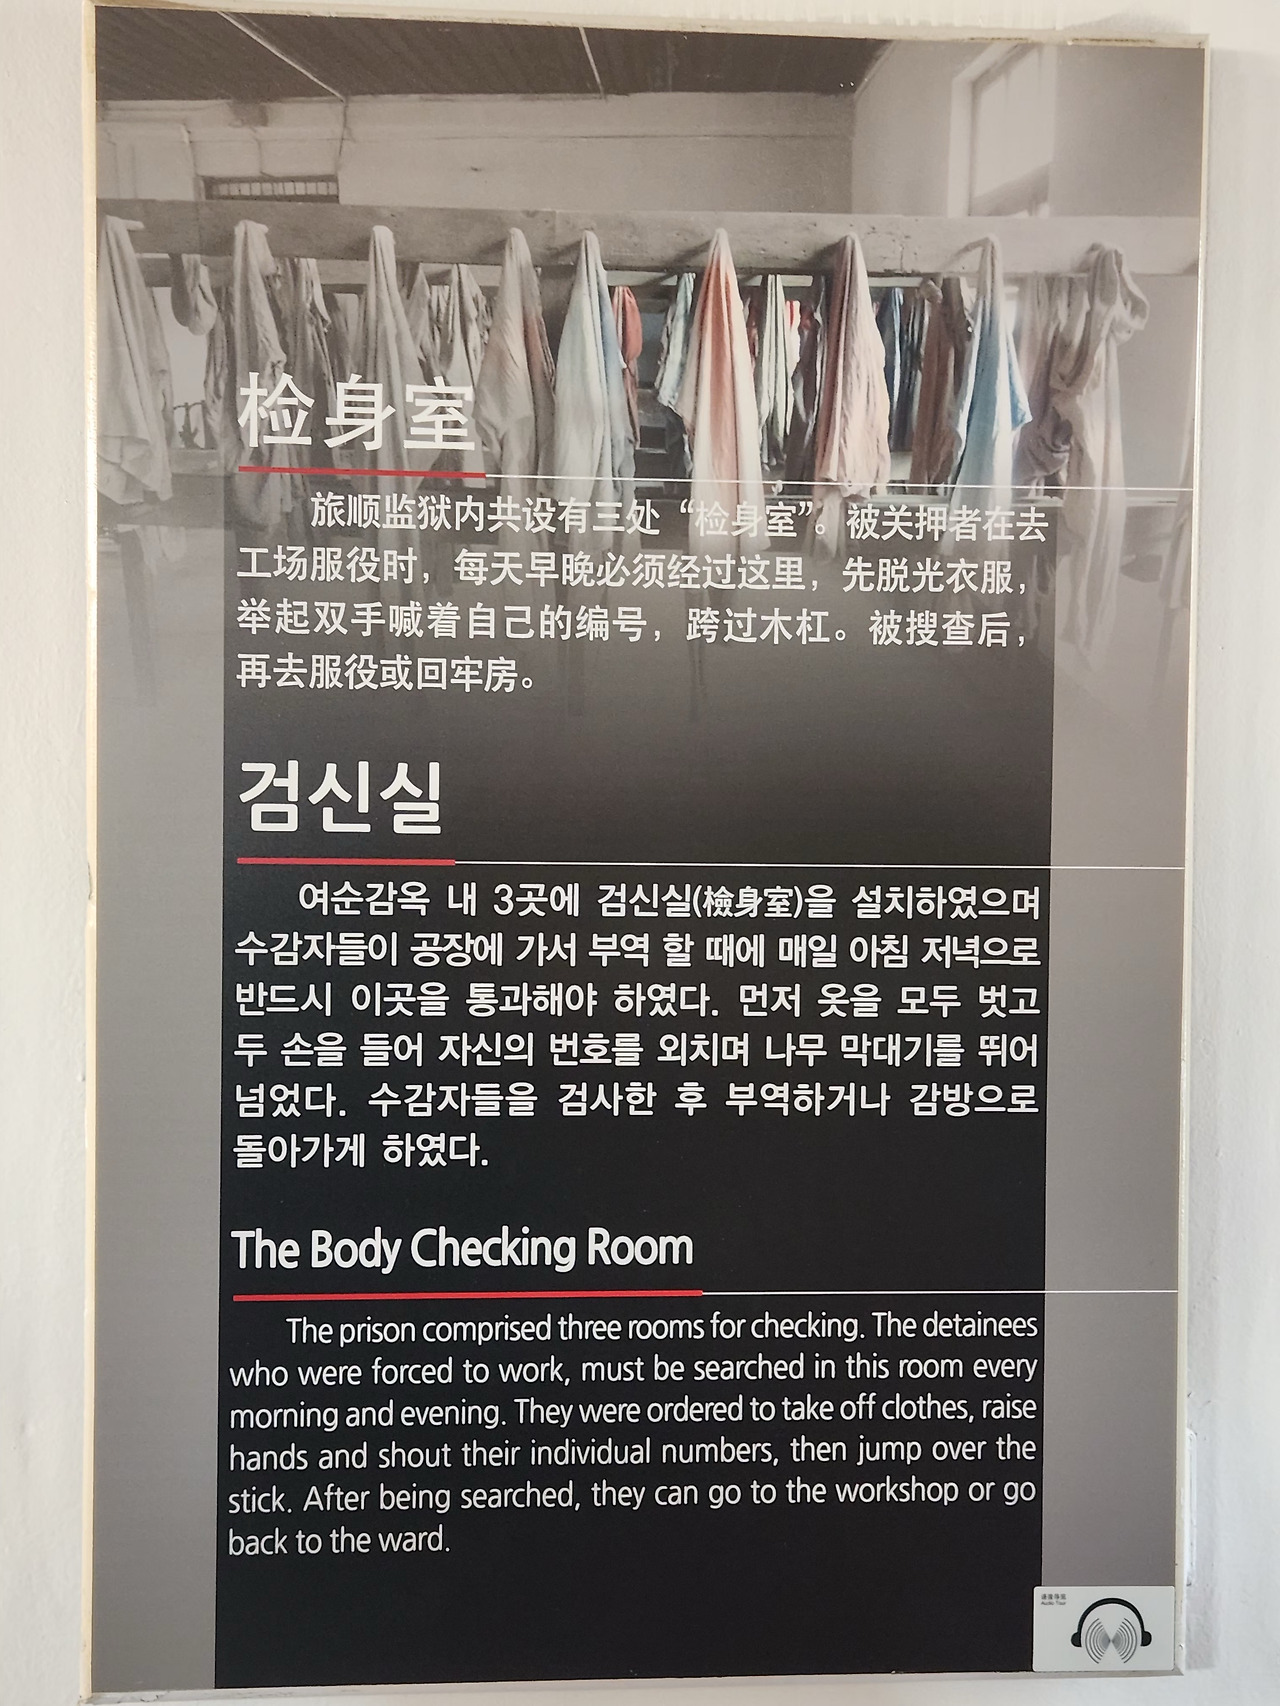 检身室
旅顺监狱内共设有三处“检身室”。被关押者在去
工场服役时，每天早晚必须经过这里，先脱光衣服，
举起双手喊着自己的编号，跨过木杠。被搜查后，
再去服役或回牢房。
검신실
여순감옥 내 3곳에 검신실(檢身室)을 설치하였으며
수감자들이 공장에 가서 부역 할 때에 매일 아침 저녁으로
반드시 이곳을 통과해야 하였다. 먼저 옷을 모두 벗고
두 손을 들어 자신의 번호를 외치며 나무 막대기를 뛰어
넘었다. 수감자들을 검사한 후 부역하거나 감방으로
돌아가게 하였다.
The Body Checking Room
The prison comprised three rooms for checking. The detainees
who were forced to work, must be searched in this room every
morning and evening. They were ordered to take off clothes, raise
hands and shout their individual numbers, then jump over the
stick. After being searched, they can go to the workshop or go
back to the ward.
Audio Tour